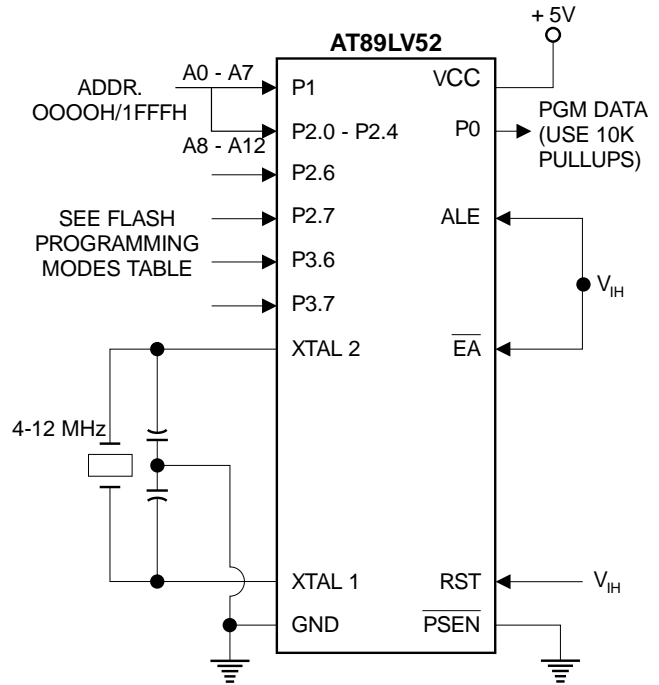 + 5V
AT89LV52
A0 - A7
ADDR.
OOOOH/1FFFH
P1
VCC
P2.0 - P2.4
P0
PGM DATA
(USE 10K
PULLUPS)
A8 - A12
P2.6
SEE FLASH
PROGRAMMING
MODES TABLE
P2.7
ALE
P3.6
VIH
P3.7
XTAL 2
EA
4-12 MHz
XTAL 1
RST
VIH
GND
PSEN